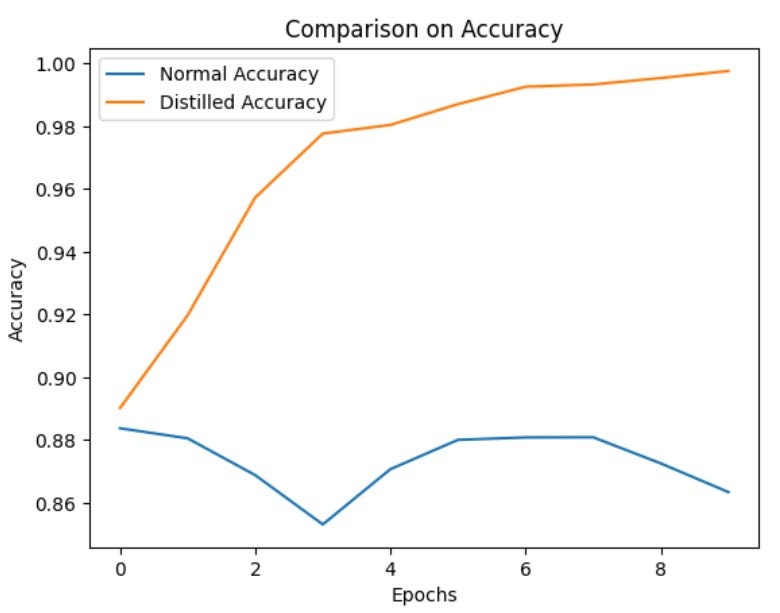 Comparison on Accuracy
Normal Accuracy
Distilled Accuracy
1.00
0.98
0.96
0.94
0.92
0.90
0.88
0.86
Accuracy
0 2 4 6 8
Epochs